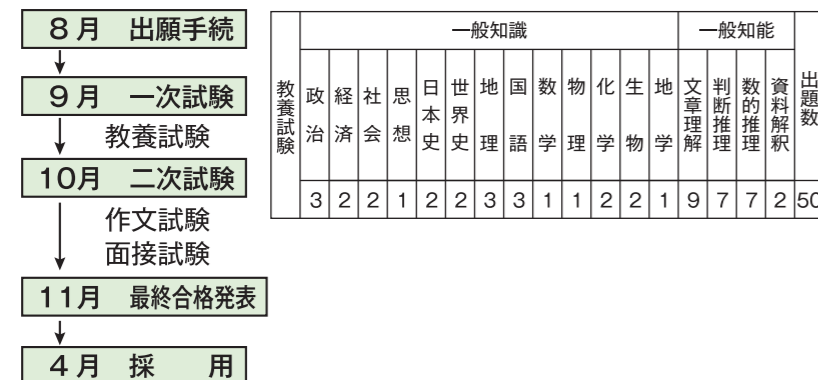 8月 出願手続
9月 一次試験
教養試験
10月 二次試験
作文試験
面接試験
11月 最終合格発表
4月 採 用
教養試験
一般知識
一般知能
出題数
政治
経済
社会
思想
日本史
世界史
地理
国語
数学
物理
化学
生物
地学
文章理解
判断推理
数的推理
資料解釈
3 2 2 1 2 2 3 3 1 1 2 2 1 9 7 7 2 50